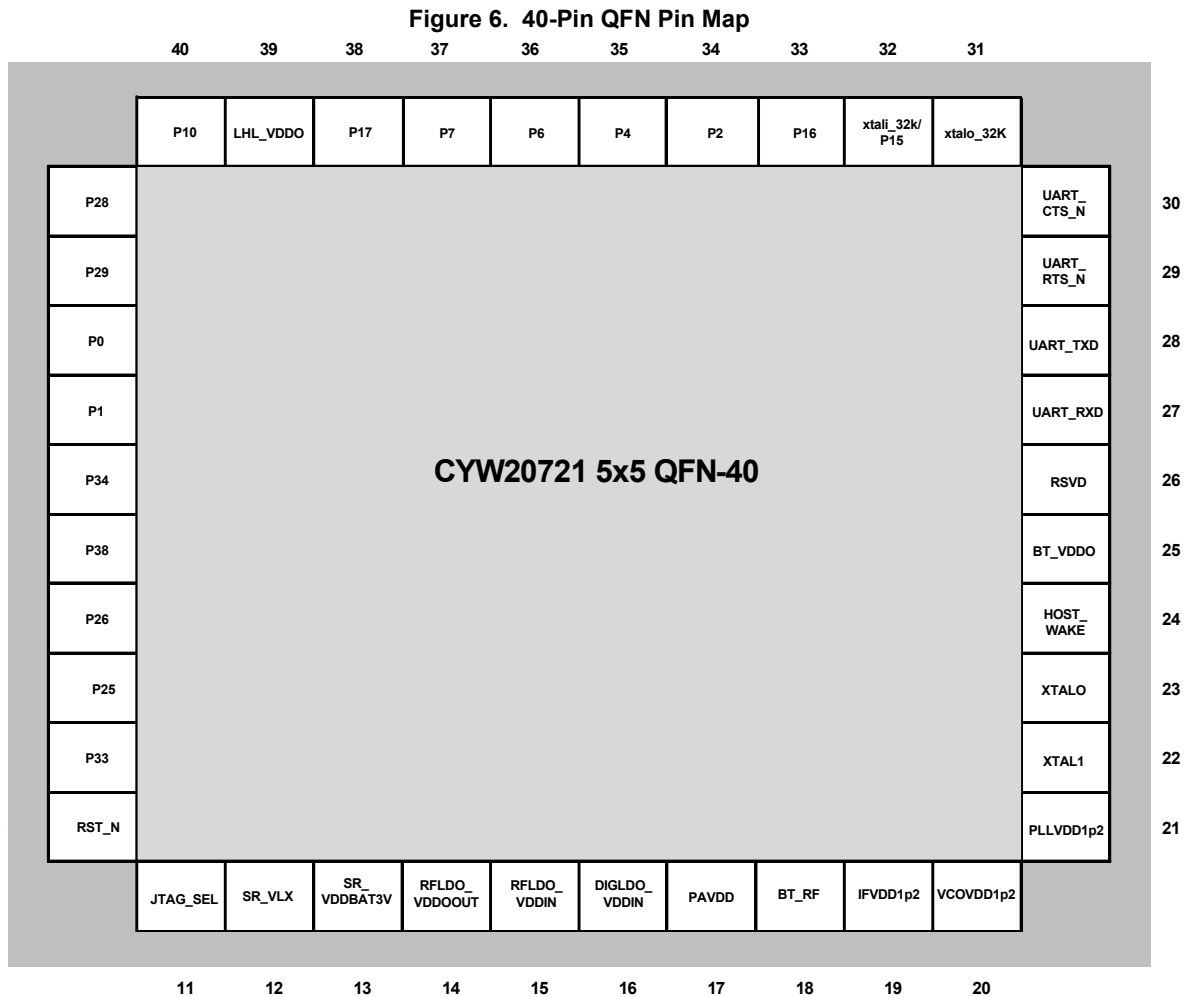 Figure 6. 40-Pin QFN Pin Map
40 39 38 37 36 35 34 33 32 31
P10 LHL_VDDO P17 P7 P6 P4 P2 P16 xtali_32k/ xtalo_32K
P15
P28 UART_ 30
CTS_N
P29 UART_ 29
RTS_N
P0 UART_TXD 28
P1 UART_RXD 27
P34 CYW20721 5x5 QFN-40 RSVD 26
P38 BT_VDDO 25
P26 HOST_ 24
WAKE
P25 XTALO 23
P33 XTAL1 22
RST_N PLLVDD1p2 21
JTAG_SEL SR_VLX SR_ RFLDO_ RFLDO_ DIGLDO_ PAVDD BT_RF IFVDD1p2 VCOVDD1p2
VDDBAT3V VDDOOUT VDDIN VDDIN
11 12 13 14 15 16 17 18 19 20